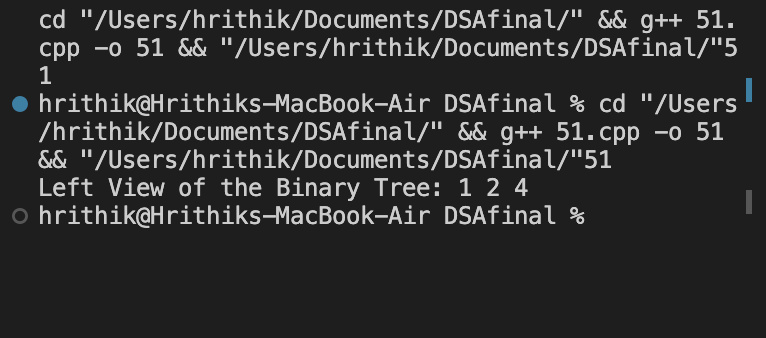 cd "/Users/hrithik/Documents/DSAfinal/" && g++ 51.
cpp -o 51 && "/Users/hrithik/Documents/DSAfinal/"5
1
hrithik@Hrithiks-MacBook-Air DSAfinal % cd "/Users
/hrithik/Documents/DSAfinal/" && g++ 51.cpp -o 51
&& "/Users/hrithik/Documents/DSAfinal/"51
Left View of the Binary Tree: 1 2 4
hrithik@Hrithiks-MacBook-Air DSAfinal %